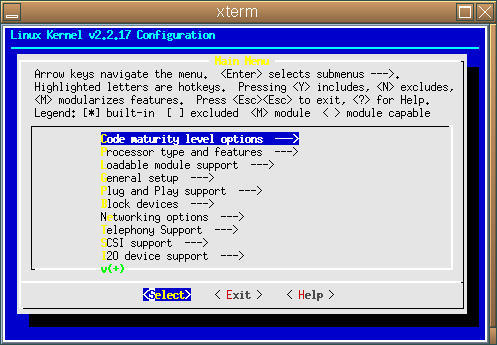 xterm
Linux Kernel v2.2.17 Configuration
Main Menu
Arrow keys navigate the menu. <Enter> selects submenus --->.
Highlighted letters are hotkeys. Pressing <Y> includes, <N> excludes,
<M> modularizes features. Press <Esc><Esc> to exit, <?> for Help.
Legend: [*] built-in [ ] excluded <M> module < > module capable
Code maturity level options --->
Processor type and features --->
Loadable module support --->
General setup --->
Plug and Play support --->
Block devices --->
Networking options --->
Telephony Support --->
SCSI support --->
I2O device support --->
v(+)
<Select> < Exit > < Help >